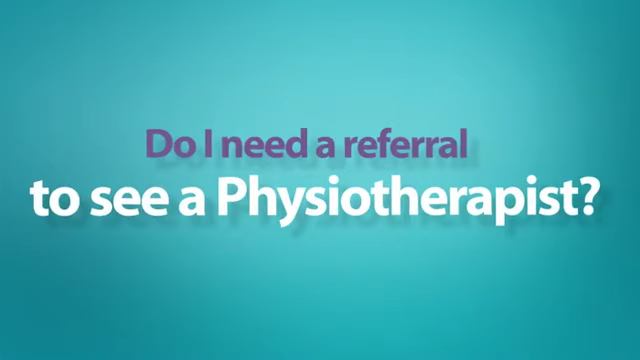 Do I need a referral
to see a Physiotherapist?